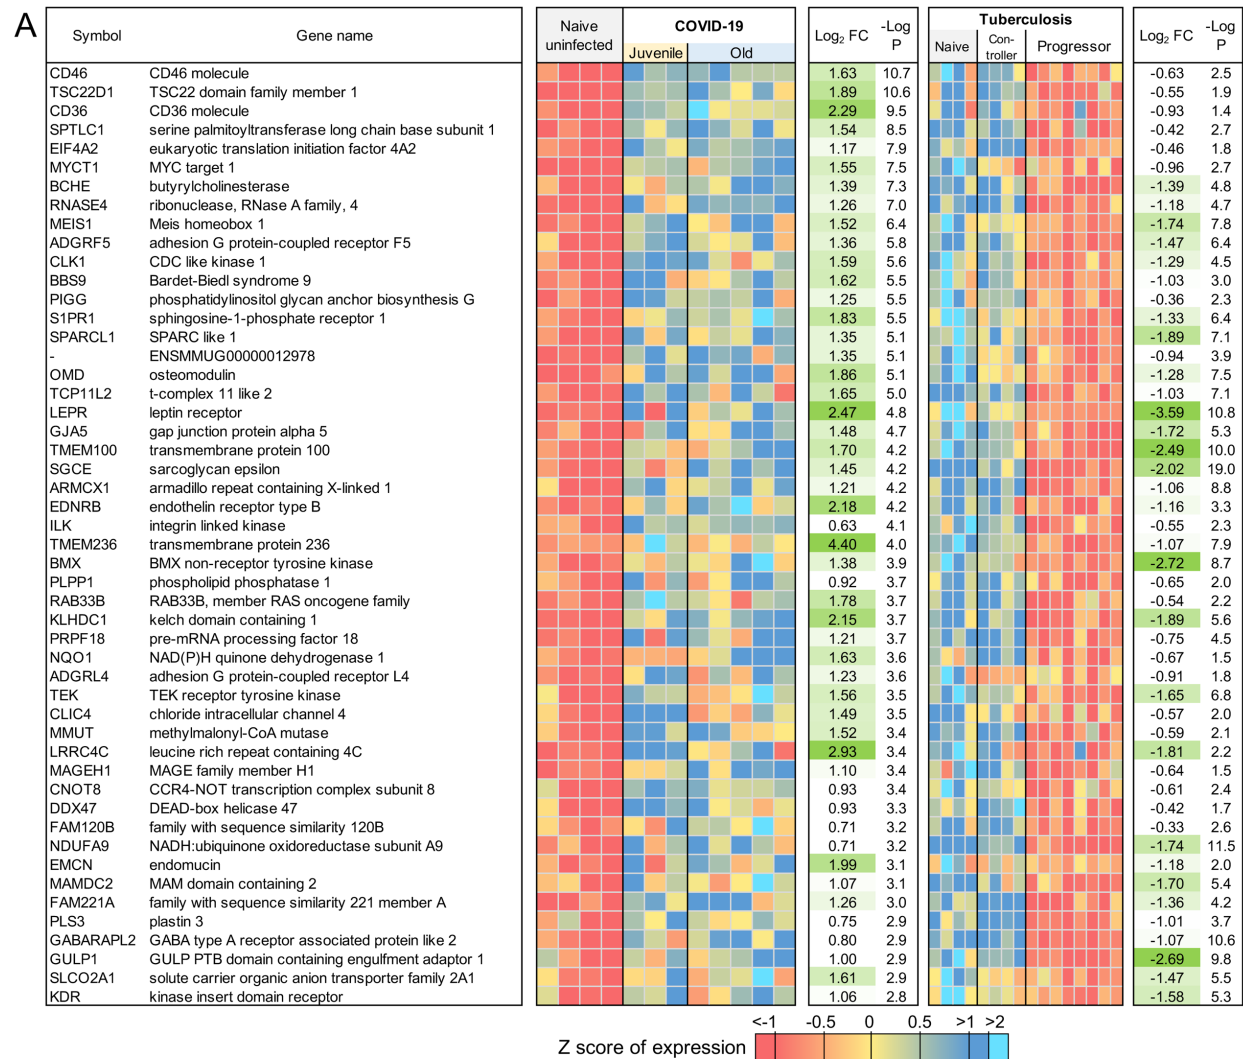 A
Symbol Gene name Naive uninfected COVID-19 Juvenile Old Log2 FC -Log P Tuberculosis Naive Con-troller Progressor Log2 FC -Log P
CD46 CD46 molecule 1.63 10.7 -0.63 2.5
TSC22D1 TSC22 domain family member 1 1.89 10.6 -0.55 1.9
CD36 CD36 molecule 2.29 9.5 -0.93 1.4
SPTLC1 serine palmitoyltransferase long chain base subunit 1 1.54 8.5 -0.42 2.7
EIF4A2 eukaryotic translation initiation factor 4A2 1.17 7.9 -0.46 1.8
MYCT1 MYC target 1 1.55 7.5 -0.96 2.7
BCHE butyrylcholinesterase 1.39 7.3 -1.39 4.8
RNASE4 ribonuclease, RNase A family, 4 1.26 7.0 -1.18 4.7
MEIS1 Meis homeobox 1 1.52 6.4 -1.74 7.8
ADGRF5 adhesion G protein-coupled receptor F5 1.36 5.8 -1.47 6.4
CLK1 CDC like kinase 1 1.59 5.6 -1.29 4.5
BBS9 Bardet-Biedl syndrome 9 1.62 5.5 -1.03 3.0
PIGG phosphatidylinositol glycan anchor biosynthesis G 1.25 5.5 -0.36 2.3
S1PR1 sphingosine-1-phosphate receptor 1 1.83 5.5 -1.33 6.4
SPARCL1 SPARC like 1 1.35 5.1 -1.89 7.1
- ENSMMUG00000012978 1.35 5.1 -0.94 3.9
OMD osteomodulin 1.86 5.1 -1.28 7.5
TCP11L2 t-complex 11 like 2 1.65 5.0 -1.03 7.1
LEPR leptin receptor 2.47 4.8 -3.59 10.8
GJA5 gap junction protein alpha 5 1.48 4.7 -1.72 5.3
TMEM100 transmembrane protein 100 1.70 4.2 -2.49 10.0
SGCE sarcoglycan epsilon 1.45 4.2 -2.02 19.0
ARMCX1 armadillo repeat containing X-linked 1 1.21 4.2 -1.06 8.8
EDNRB endothelin receptor type B 2.18 4.2 -1.16 3.3
ILK integrin linked kinase 0.63 4.1 -0.55 2.3
TMEM236 transmembrane protein 236 4.40 4.0 -1.07 7.9
BMX BMX non-receptor tyrosine kinase 1.38 3.9 -2.72 8.7
PLPP1 phospholipid phosphatase 1 0.92 3.7 -0.65 2.0
RAB33B RAB33B, member RAS oncogene family 1.78 3.7 -0.54 2.2
KLHDC1 kelch domain containing 1 2.15 3.7 -1.89 5.6
PRPF18 pre-mRNA processing factor 18 1.21 3.7 -0.75 4.5
NQO1 NAD(P)H quinone dehydrogenase 1 1.63 3.6 -0.67 1.5
ADGRL4 adhesion G protein-coupled receptor L4 1.23 3.6 -0.91 1.8
TEK TEK receptor tyrosine kinase 1.56 3.5 -1.65 6.8
CLIC4 chloride intracellular channel 4 1.49 3.5 -0.57 2.0
MMUT methylmalonyl-CoA mutase 1.52 3.4 -0.59 2.1
LRRC4C leucine rich repeat containing 4C 2.93 3.4 -1.81 2.2
MAGEH1 MAGE family member H1 1.10 3.4 -0.64 1.5
CNOT8 CCR4-NOT transcription complex subunit 8 0.93 3.4 -0.61 2.4
DDX47 DEAD-box helicase 47 0.93 3.3 -0.42 1.7
FAM120B family with sequence similarity 120B 0.71 3.2 -0.33 2.6
NDUFA9 NADH:ubiquinone oxidoreductase subunit A9 0.71 3.2 -1.74 11.5
EMCN endomucin 1.99 3.1 -1.18 2.0
MAMDC2 MAM domain containing 2 1.07 3.1 -1.70 5.4
FAM221A family with sequence similarity 221 member A 1.26 3.0 -1.36 4.2
PLS3 plastin 3 0.75 2.9 -1.01 3.7
GABARAPL2 GABA type A receptor associated protein like 2 0.80 2.9 -1.07 10.6
GULP1 GULP PTB domain containing engulfment adaptor 1 1.00 2.9 -2.69 9.8
SLCO2A1 solute carrier organic anion transporter family 2A1 1.61 2.9 -1.47 5.5
KDR kinase insert domain receptor 1.06 2.8 -1.58 5.3
<-1 -0.5 0 0.5 >1 >2
Z score of expression